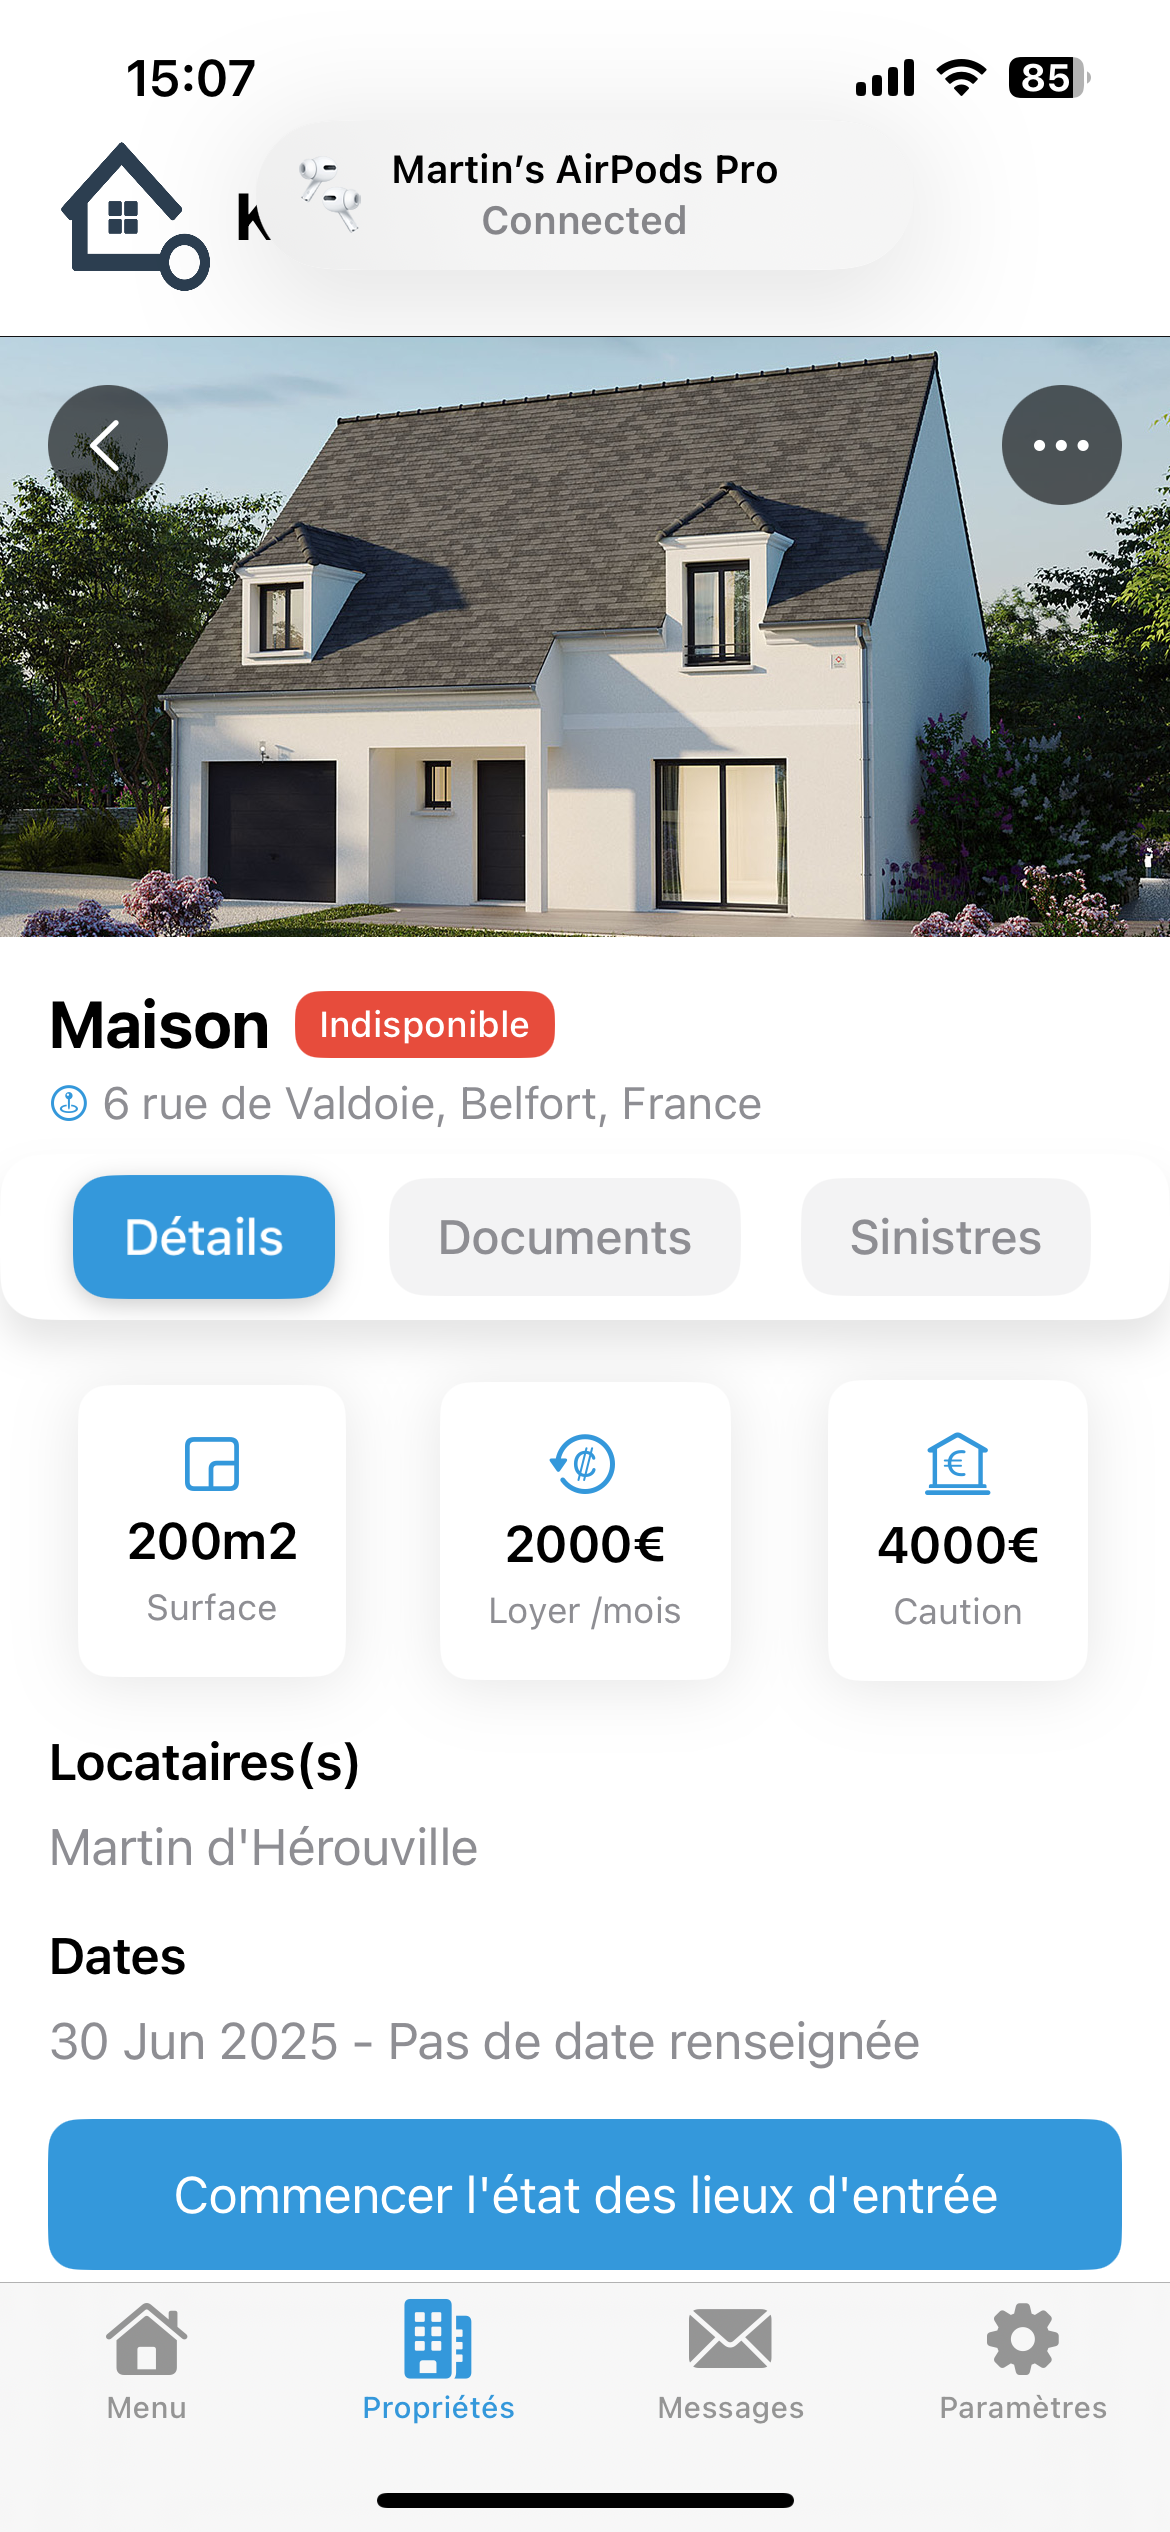 15:07
85
Martin’s AirPods Pro
Connected
Maison
Indisponible
6 rue de Valdoie, Belfort, France
Détails
Documents
Sinistres
200m2
Surface
2000€
Loyer /mois
4000€
Caution
Locataires(s)
Martin d'Hérouville
Dates
30 Jun 2025 - Pas de date renseignée
Commencer l'état des lieux d'entrée
Menu
Propriétés
Messages
Paramètres